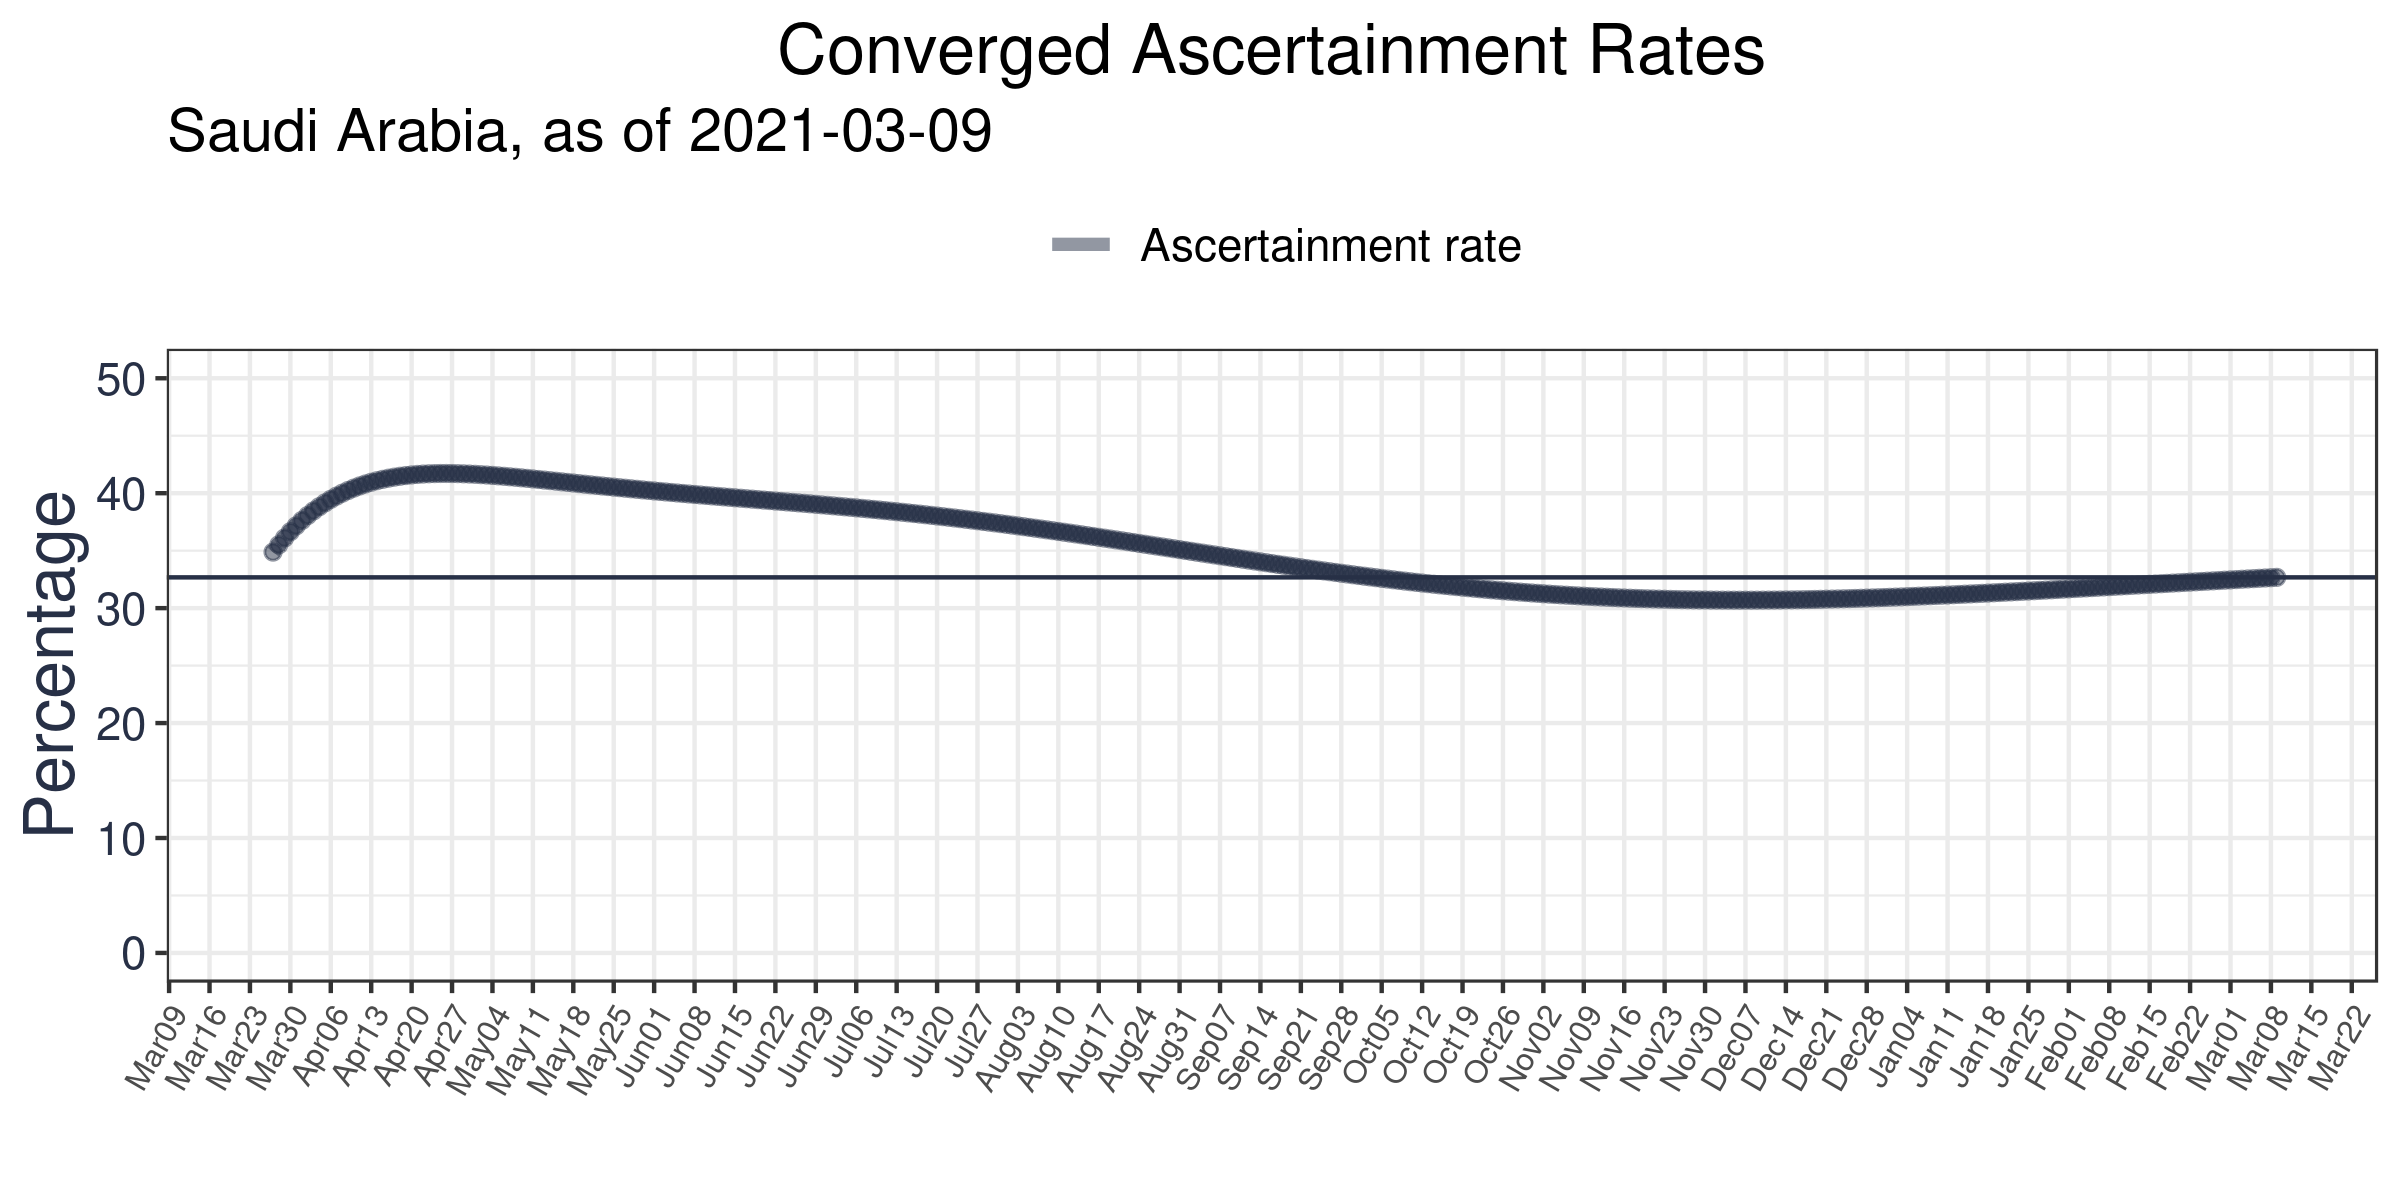 Converged Ascertainment Rates
Saudi Arabia, as of 2021-03-09
Ascertainment rate
Percentage
50
40
30
20
10
0
Mar09 Mar16 Mar23 Mar30 Apr06 Apr13 Apr20 Apr27 May04 May11 May18 May25 Jun01 Jun08 Jun15 Jun22 Jun29 Jul06 Jul13 Jul20 Jul27 Aug03 Aug10 Aug17 Aug24 Aug31 Sep07 Sep14 Sep21 Sep28 Oct05 Oct12 Oct19 Oct26 Nov02 Nov09 Nov16 Nov23 Nov30 Dec07 Dec14 Dec21 Dec28 Jan04 Jan11 Jan18 Jan25 Feb01 Feb08 Feb15 Feb22 Mar01 Mar08 Mar15 Mar22